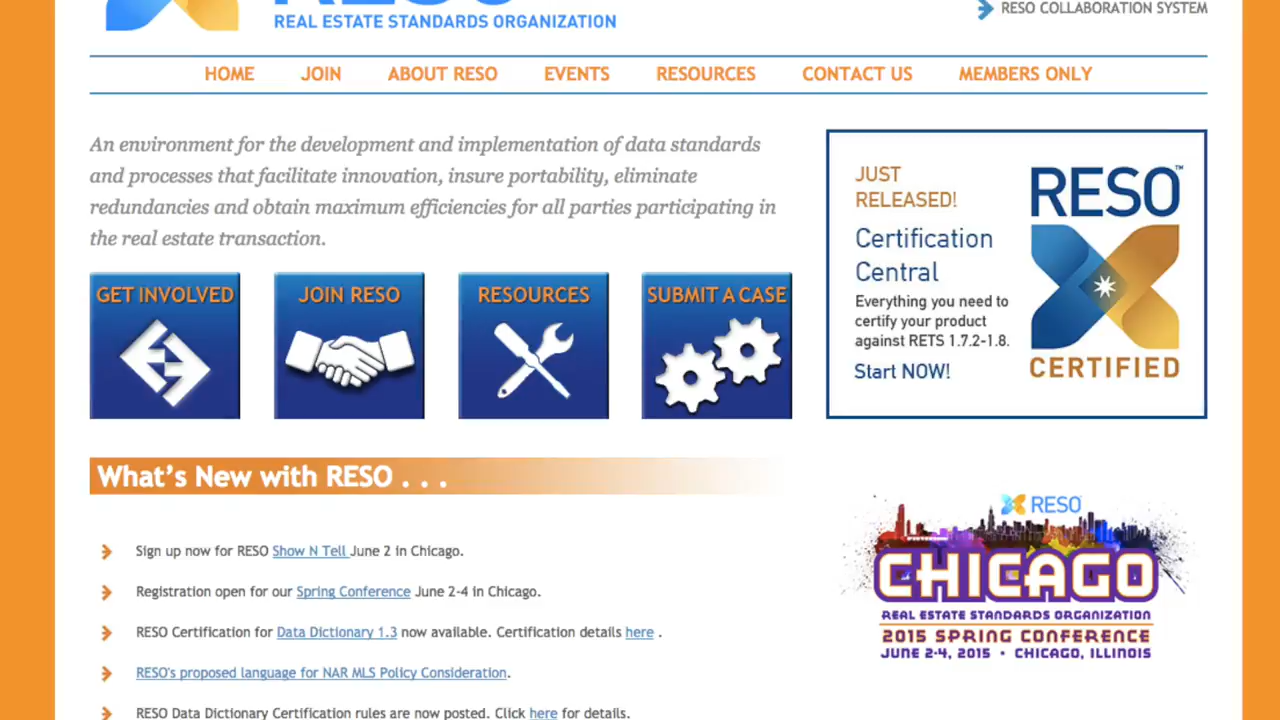 RESO
REAL ESTATE STANDARDS ORGANIZATION
RESO COLLABORATION SYSTEM
HOME JOIN ABOUT RESO EVENTS RESOURCES CONTACT US MEMBERS ONLY
An environment for the development and implementation of data standards
and processes that facilitate innovation, insure portability, eliminate
redundancies and obtain maximum efficiencies for all parties participating in
the real estate transaction.
GET INVOLVED
JOIN RESO
RESOURCES
SUBMIT A CASE
JUST
RELEASED!
Certification
Central
Everything you need to
certify your product
against RETS 1.7.2-1.8.
Start NOW!
RESO™
CERTIFIED
What's New with RESO . . .
Sign up now for RESO Show N Tell June 2 in Chicago.
Registration open for our Spring Conference June 2-4 in Chicago.
RESO Certification for Data Dictionary 1.3 now available. Certification details here .
RESO's proposed language for NAR MLS Policy Consideration.
RESO Data Dictionary Certification rules are now posted. Click here for details.
RESO
CHICAGO
REAL ESTATE STANDARDS ORGANIZATION
2015 SPRING CONFERENCE
JUNE 2-4, 2015 • CHICAGO, ILLINOIS